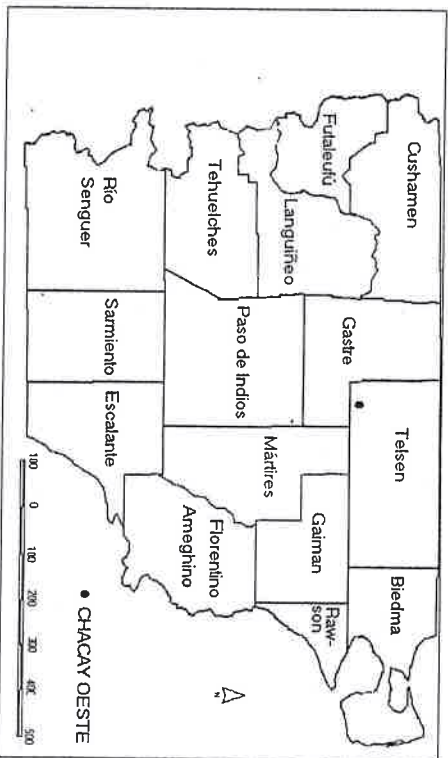 Cushamen
Futaleufú
Languiñeo
Tehuelches
Río
Senguer
Gastre
Paso de Indios
Sarmiento
Escalante
Telsen
Mártires
Gaiman
Florentino
Ameghino
Biedma
Raw-
son
N
● CHACAY OESTE
100 0 100 200 300 400 500